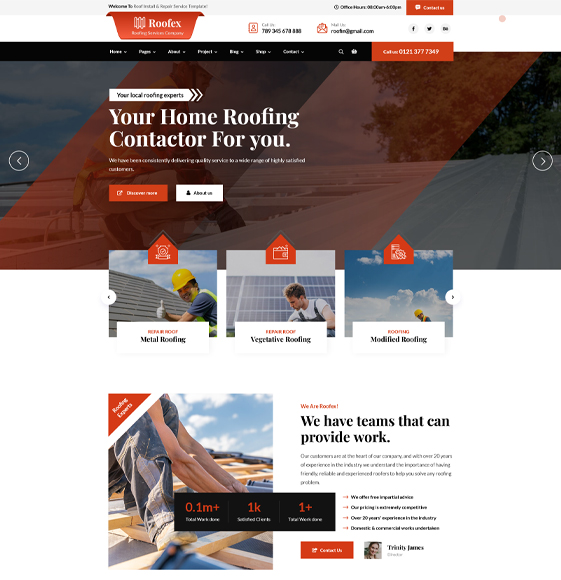 Welcome To Roof Install & Repair Service Template!
Office Hours: 08:00am-6:00pm
Contact us
Roofex
Roofing Services Company
Call Us:
789 345 678 888
Mail Us:
roofer@gmail.com
Home
Pages
About
Project
Blog
Shop
Contact
Call us 0121 377 7349
Your local roofing experts
Your Home Roofing
Contactor For you.
We have been consistently delivering quality service to a wide range of highly satisfied
customers.
Discover more
About us
REPAIR ROOF
Metal Roofing
REPAIR ROOF
Vegetative Roofing
ROOFING
Modified Roofing
Roofing
Experts
We Are Roofex!
We have teams that can
provide work.
Our customers are at the heart of our company, and with over 20 years
of experience in the industry we understand the importance of having
friendly, reliable and experienced roofers to help you solve any roofing
problem.
0.1m+
Total Work done
1k
Satisfied Clients
1+
Total Work done
We offer free impartial advice
Our pricing is extremely competitive
Over 20 years' experience in the industry
Domestic & commercial works undertaken
Contact Us
Trinity James
Director